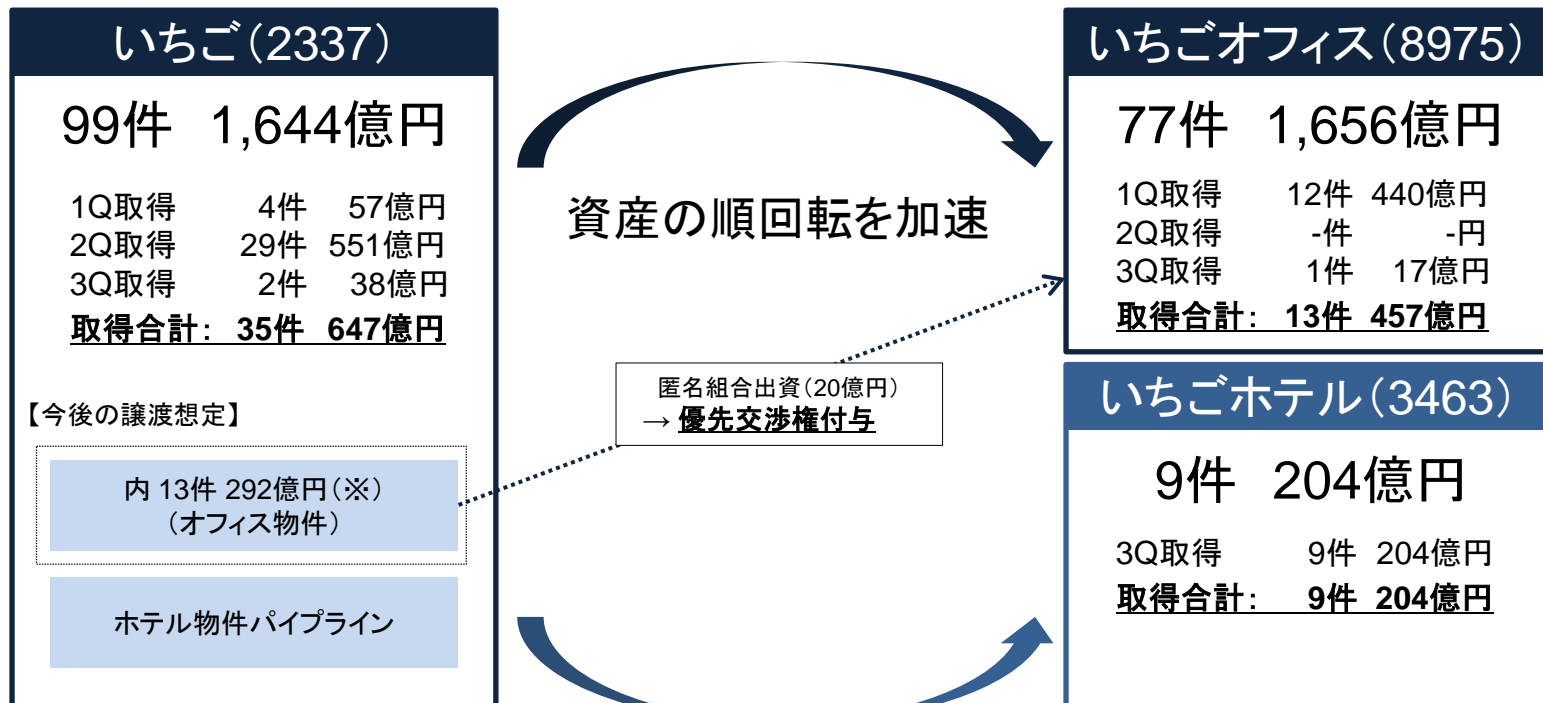 いちご(2337)
99件 1,644億円
1Q取得 4件 57億円
2Q取得 29件 551億円
3Q取得 2件 38億円
取得合計: 35件 647億円
【今後の譲渡想定】
内 13件 292億円(※)
(オフィス物件)
ホテル物件パイプライン
資産の順回転を加速
匿名組合出資(20億円)
→ 優先交渉権付与
いちごオフィス(8975)
77件 1,656億円
1Q取得 12件 440億円
2Q取得 -件 -円
3Q取得 1件 17億円
取得合計: 13件 457億円
いちごホテル(3463)
9件 204億円
3Q取得 9件 204億円
取得合計: 9件 204億円